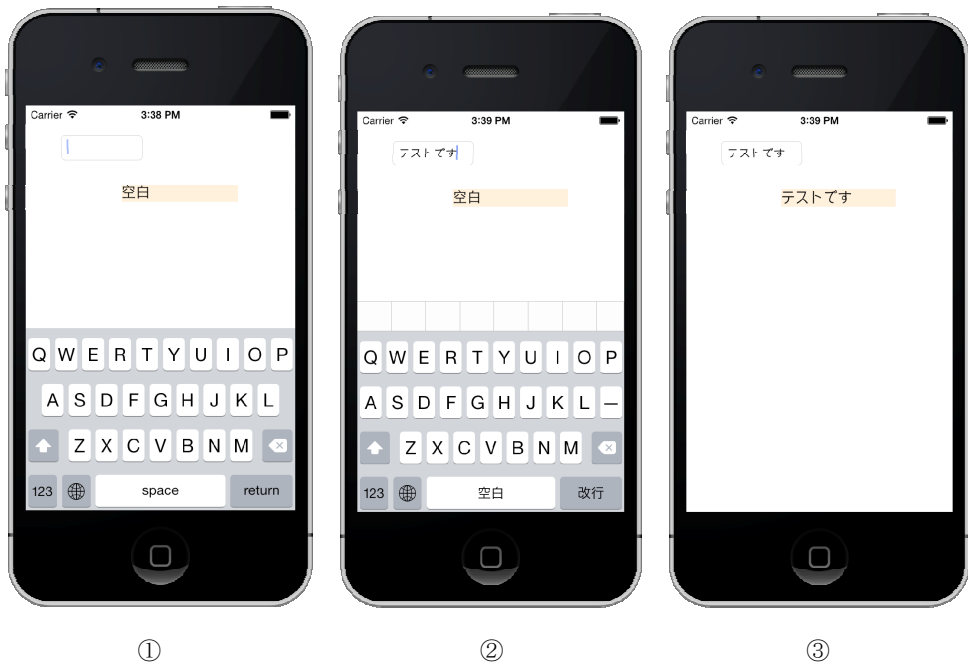 Carrier 3:38 PM
空白
Q W E R T Y U I O P
A S D F G H J K L
Z X C V B N M
123 space return
①
Carrier 3:39 PM
テストです
空白
Q W E R T Y U I O P
A S D F G H J K L ー
Z X C V B N M
123 空白 改行
②
Carrier 3:39 PM
テストです
テストです
③